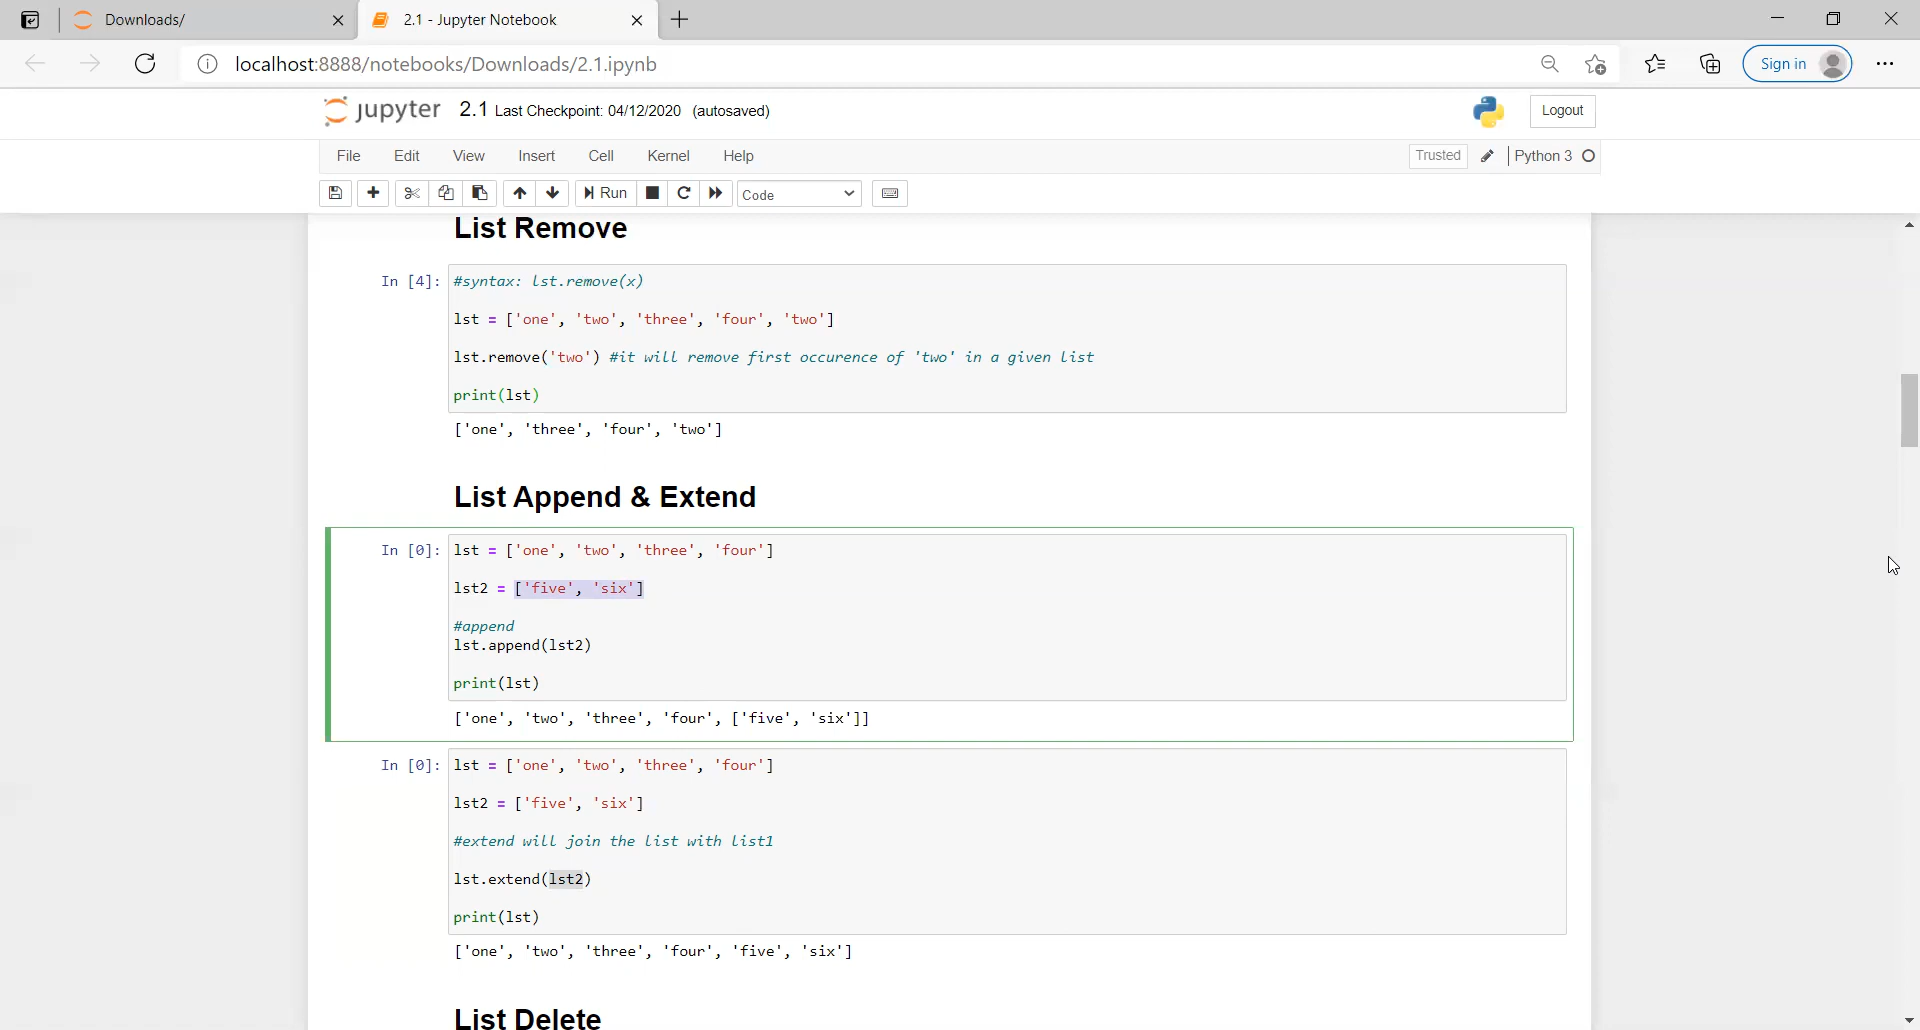 Downloads/
2.1 - Jupyter Notebook
localhost:8888/notebooks/Downloads/2.1.ipynb
Sign in
jupyter 2.1 Last Checkpoint: 04/12/2020 (autosaved)
Logout
File Edit View Insert Cell Kernel Help
Trusted Python 3
Run Code
List Remove
In [4]: #syntax: lst.remove(x)
lst = ['one', 'two', 'three', 'four', 'two']
lst.remove('two') #it will remove first occurence of 'two' in a given list
print(lst)
['one', 'three', 'four', 'two']
List Append & Extend
In [0]: lst = ['one', 'two', 'three', 'four']
lst2 = ['five', 'six']
#append
lst.append(lst2)
print(lst)
['one', 'two', 'three', 'four', ['five', 'six']]
In [0]: lst = ['one', 'two', 'three', 'four']
lst2 = ['five', 'six']
#extend will join the list with list1
lst.extend(lst2)
print(lst)
['one', 'two', 'three', 'four', 'five', 'six']
List Delete